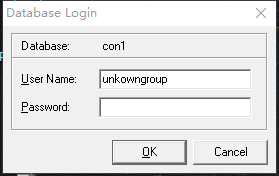 Database Login
Database: con1
User Name: unkowngroup
Password:
OK Cancel